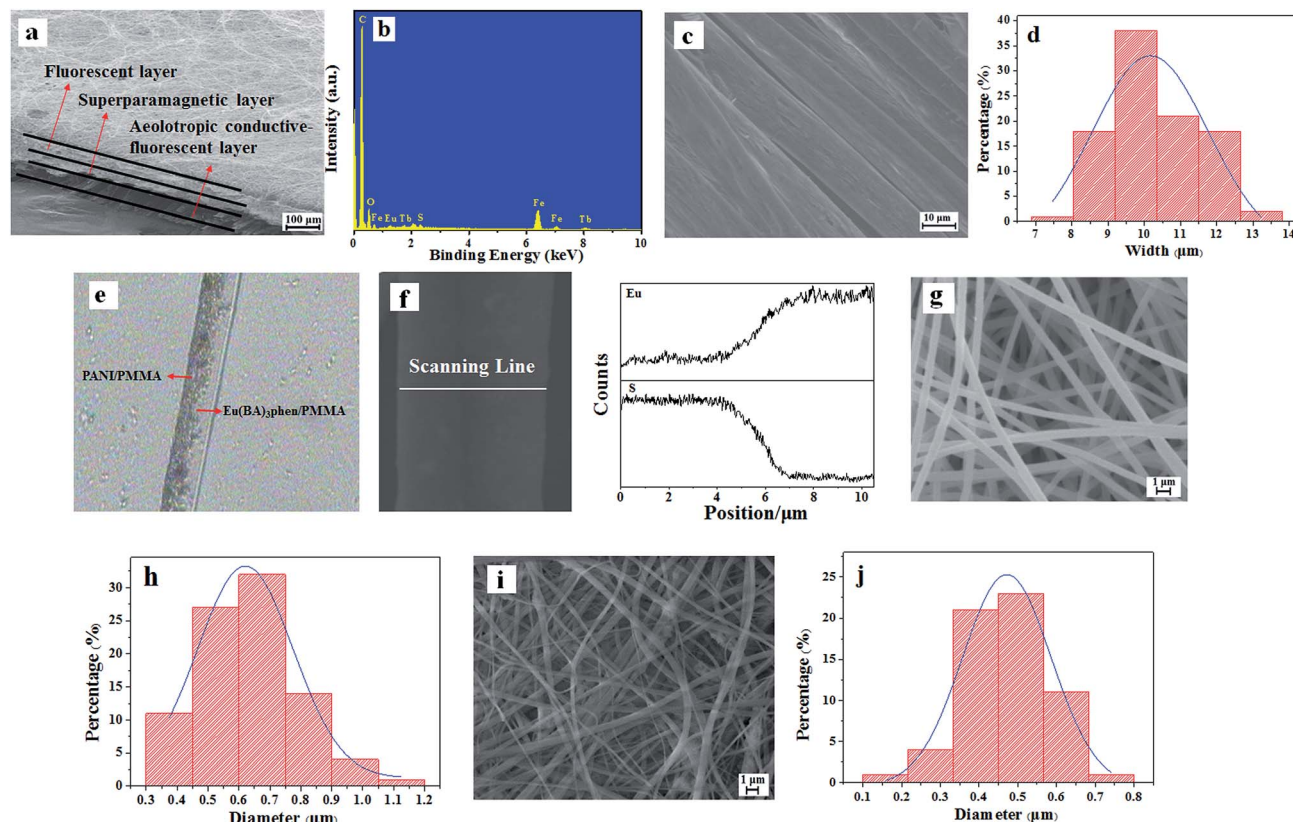 a
Fluorescent layer
Superparamagnetic layer
Aeolotropic conductive-
fluorescent layer
100 μm
b
Intensity (a.u.)
C
O
Fe Eu Tb S
Fe
Fe
Tb
0 2 4 6 8 10
Binding Energy (keV)
c
10 μm
d
Percentage (%)
40
35
30
25
20
15
10
5
0
7 8 9 10 11 12 13 14
Width (μm)
e
PANI/PMMA
Eu(BA)3phen/PMMA
f
Scanning Line
Eu
S
Counts
0 2 4 6 8 10
Position/μm
g
1 μm
h
Percentage (%)
30
25
20
15
10
5
0
0.3 0.4 0.5 0.6 0.7 0.8 0.9 1.0 1.1 1.2
Diameter (μm)
i
1 μm
j
Percentage (%)
25
20
15
10
5
0
0.1 0.2 0.3 0.4 0.5 0.6 0.7 0.8
Diameter (μm)